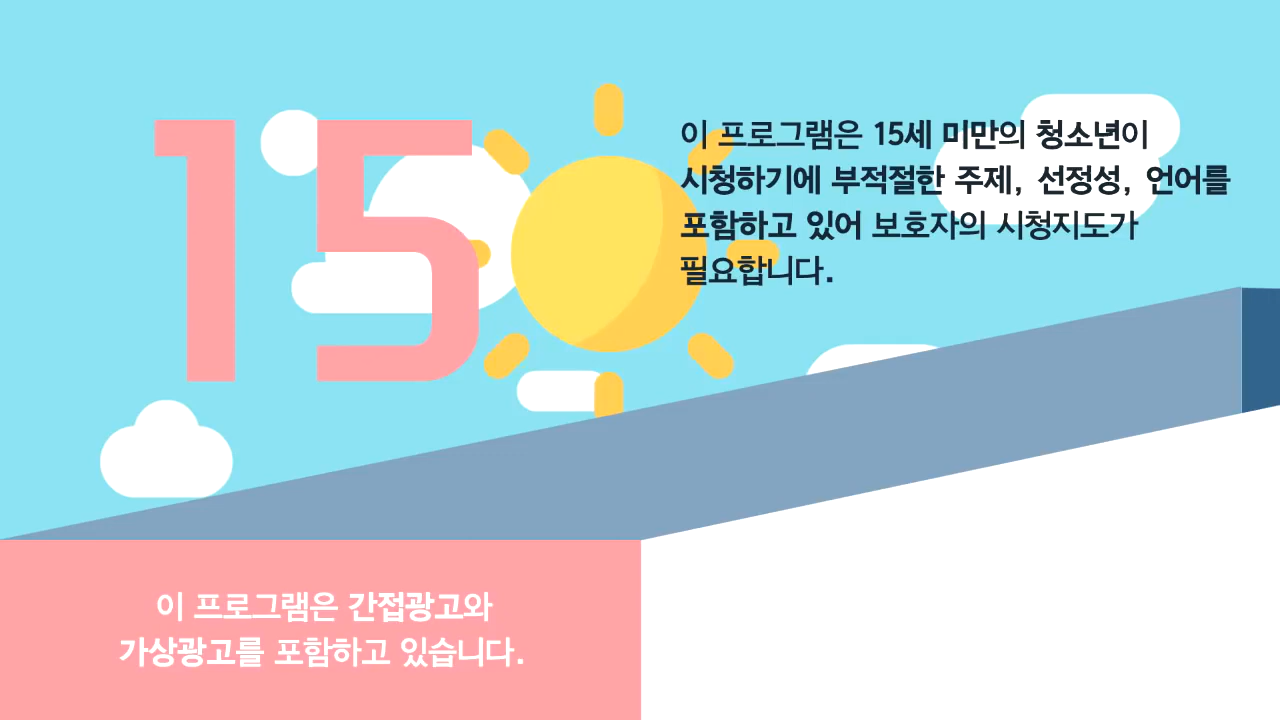 15
이 프로그램은 15세 미만의 청소년이
시청하기에 부적절한 주제, 선정성, 언어를
포함하고 있어 보호자의 시청지도가
필요합니다.
이 프로그램은 간접광고와
가상광고를 포함하고 있습니다.